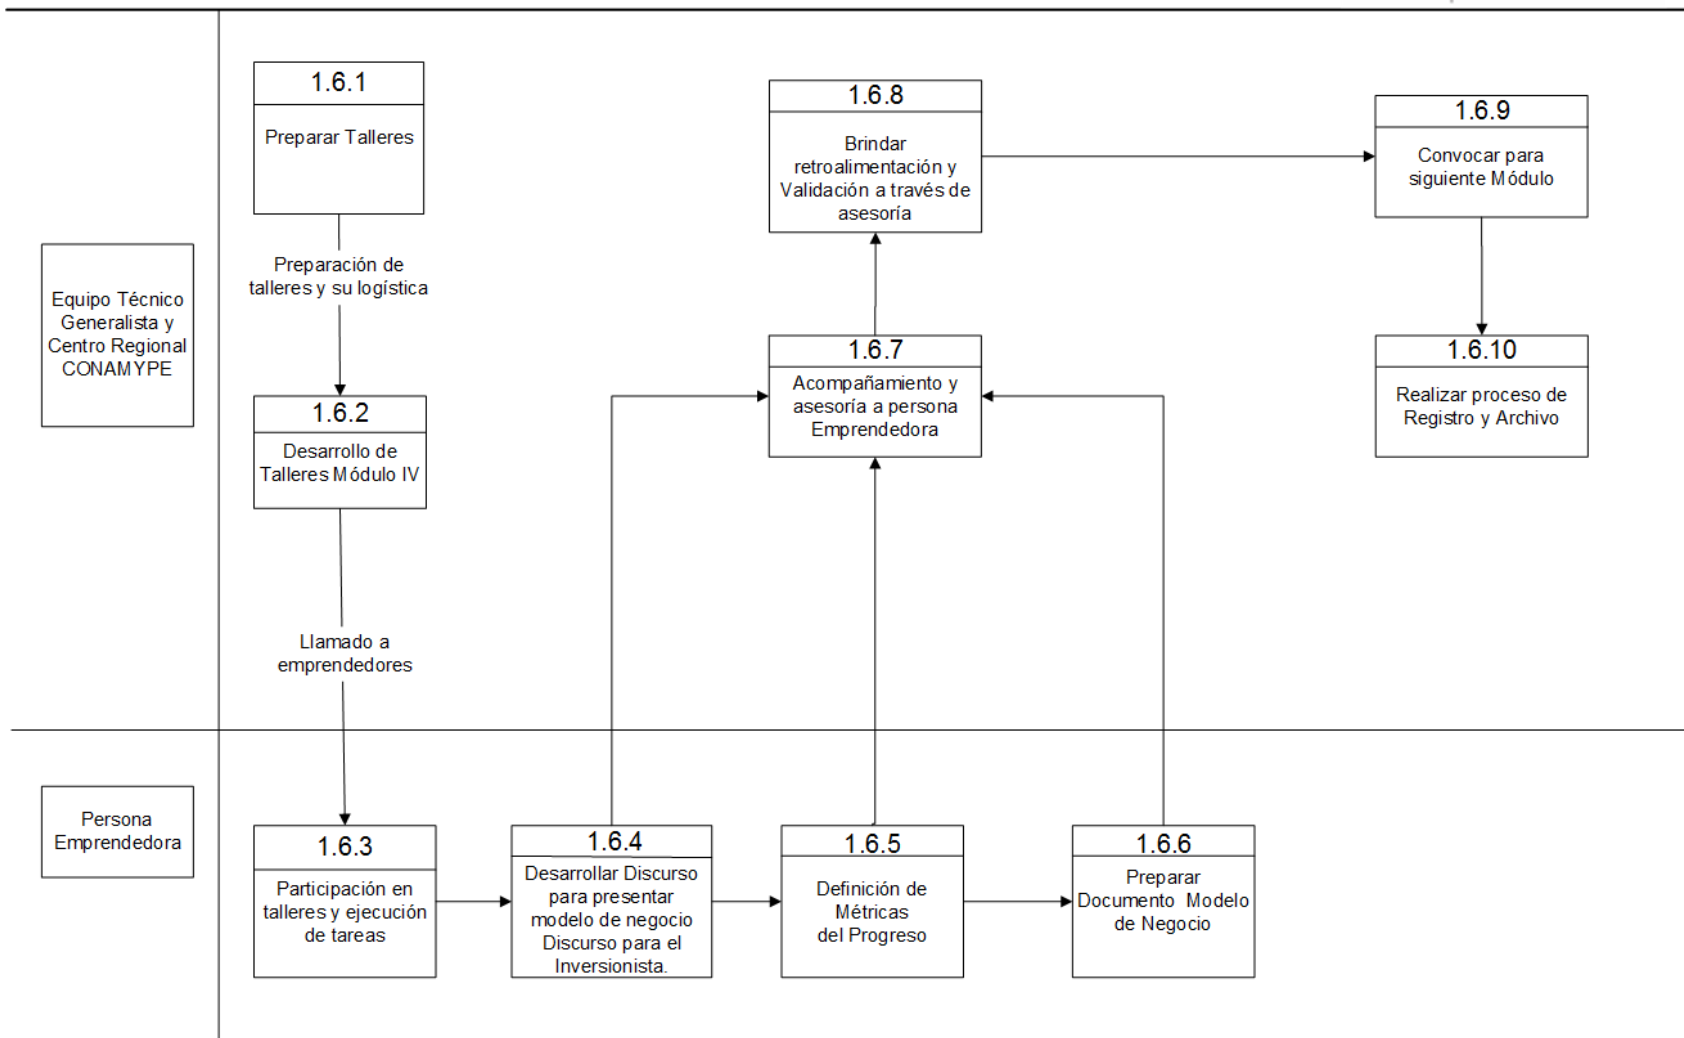 1.6.1
Preparar Talleres
Preparación de
talleres y su logística
Equipo Técnico
Generalista y
Centro Regional
CONAMYPE
1.6.2
Desarrollo de
Talleres Módulo IV
Llamado a
emprendedores
1.6.8
Brindar
retroalimentación y
Validación a través de
asesoría
1.6.9
Convocar para
siguiente Módulo
1.6.7
Acompañamiento y
asesoría a persona
Emprendedora
1.6.10
Realizar proceso de
Registro y Archivo
Persona
Emprendedora
1.6.3
Participación en
talleres y ejecución
de tareas
1.6.4
Desarrollar Discurso
para presentar
modelo de negocio
Discurso para el
Inversionista.
1.6.5
Definición de
Métricas
del Progreso
1.6.6
Preparar
Documento Modelo
de Negocio